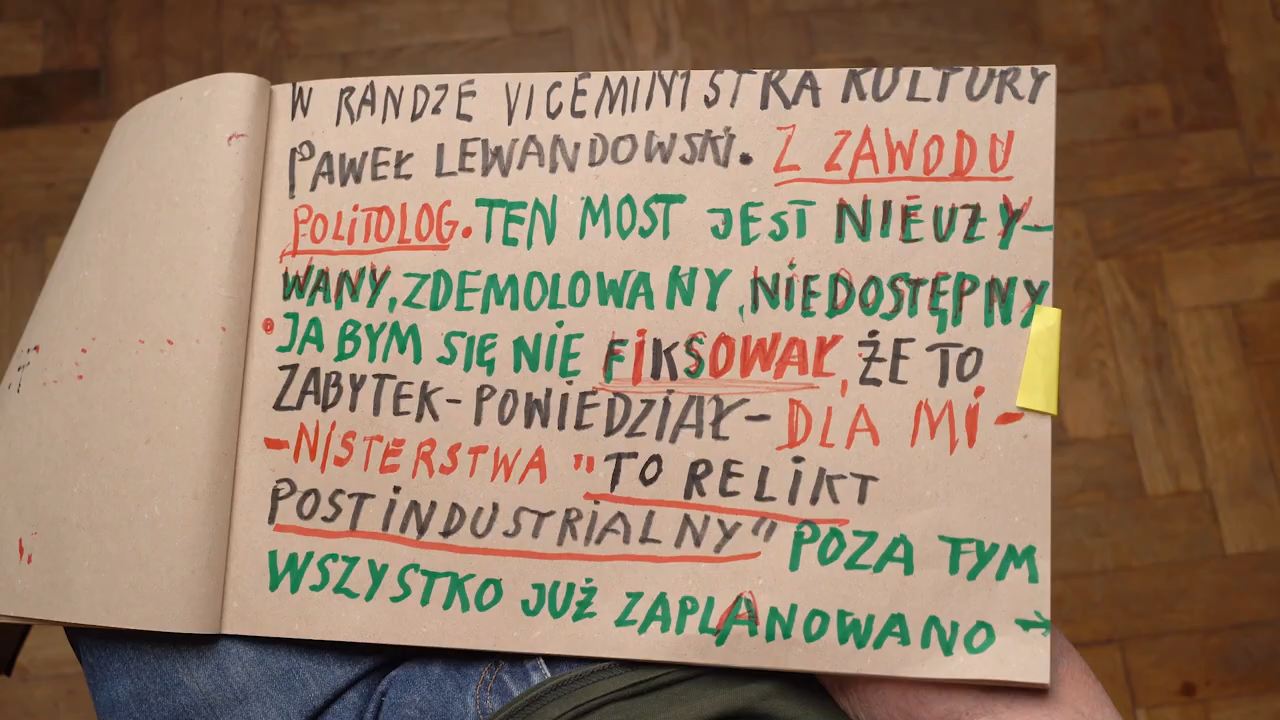 W RANDZE VICEMINISTRA KULTURY
PAWEŁ LEWANDOWSKI. Z ZAWODU
POLITOLOG. TEN MOST JEST NIEUŻY-
WANY, ZDEMOLOWANY, NIEDOSTĘPNY
JA BYM SIĘ NIE FIKSOWAŁ, ŻE TO
ZABYTEK - POWIEDZIAŁ - DLA MI-
-NISTERSTWA "TO RELIKT
POSTINDUSTRIALNY" POZA TYM
WSZYSTKO JUŻ ZAPLANOWANO →